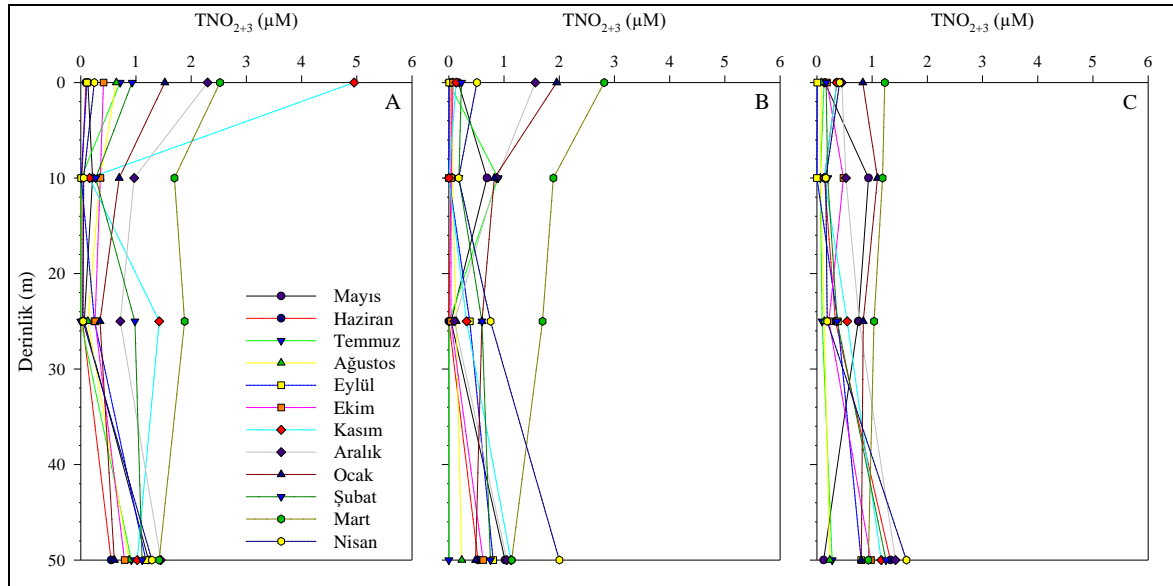 TNO2+3 (µM) TNO2+3 (µM) TNO2+3 (µM)
0 1 2 3 4 5 6 0 1 2 3 4 5 6 0 1 2 3 4 5 6
0
A B C
10
20
30
40
50
Derinlik (m)
Mayıs
Haziran
Temmuz
Ağustos
Eylül
Ekim
Kasım
Aralık
Ocak
Şubat
Mart
Nisan